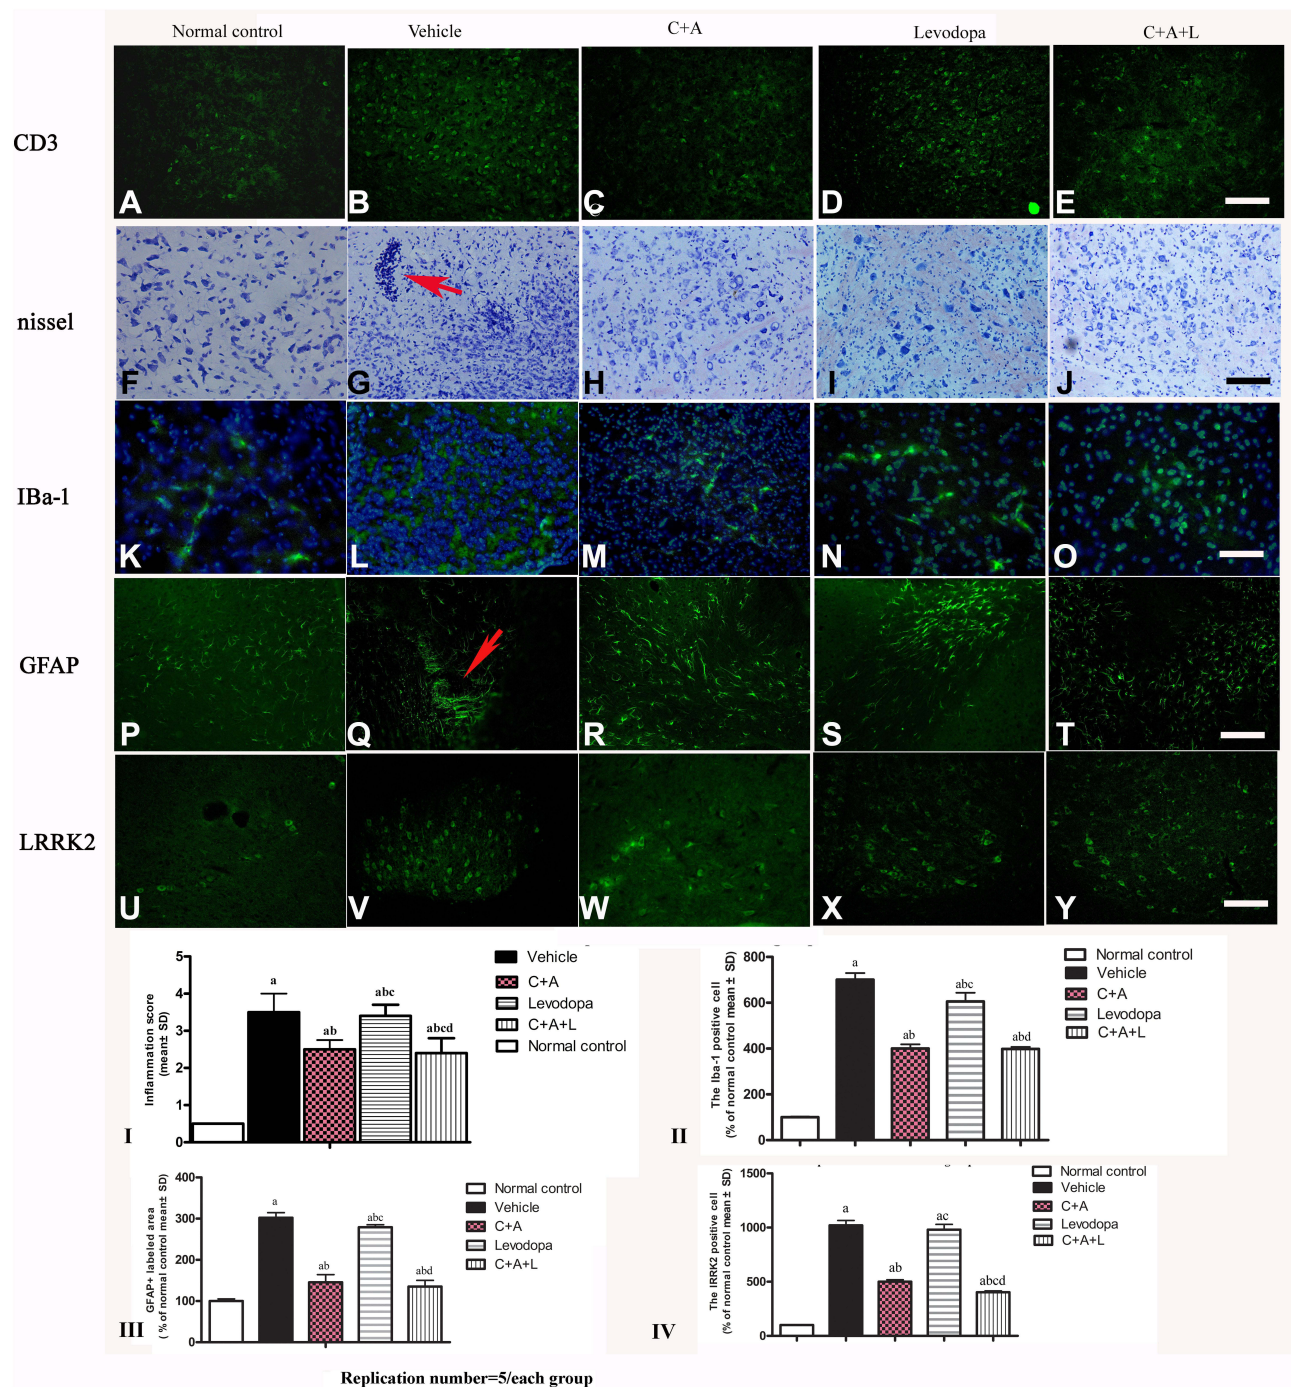 Normal control Vehicle C+A Levodopa C+A+L
CD3
A B C D E
nissel
F G H I J
IBa-1
K L M N O
GFAP
P Q R S T
LRRK2
U V W X Y
I
Inflammation score
(mean± SD)
5
4
3
2
1
0
a
ab
abc
abcd
Vehicle
C+A
Levodopa
C+A+L
Normal control
II
The Iba-1 positive cell
(% of normal control mean ± SD)
800
600
400
200
0
a
ab
abc
abd
Normal control
Vehicle
C+A
Levodopa
C+A+L
III
GFAP+ labeled area
( % of normal control mean± SD)
400
300
200
100
0
a
ab
abc
abd
Normal control
Vehicle
C+A
Levodopa
C+A+L
IV
The lRRK2 positive cell
(% of normal control mean ± SD)
1500
1000
500
0
a
ab
ac
abcd
Normal control
Vehicle
C+A
Levodopa
C+A+L
Replication number=5/each group